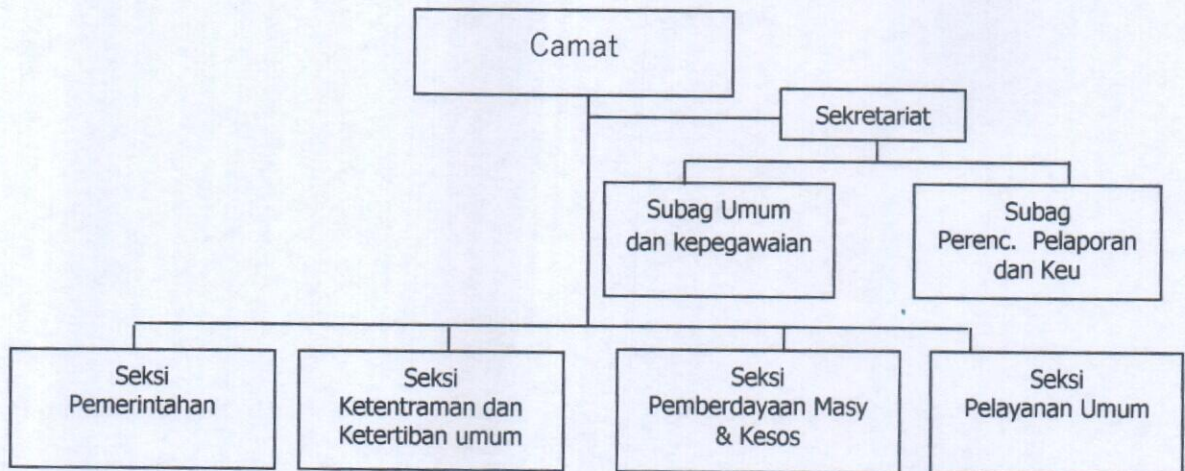 Camat
Sekretariat
Subag Umum
dan kepegawaian
Subag
Perenc. Pelaporan
dan Keu
Seksi
Pemerintahan
Seksi
Ketentraman dan
Ketertiban umum
Seksi
Pemberdayaan Masy
& Kesos
Seksi
Pelayanan Umum